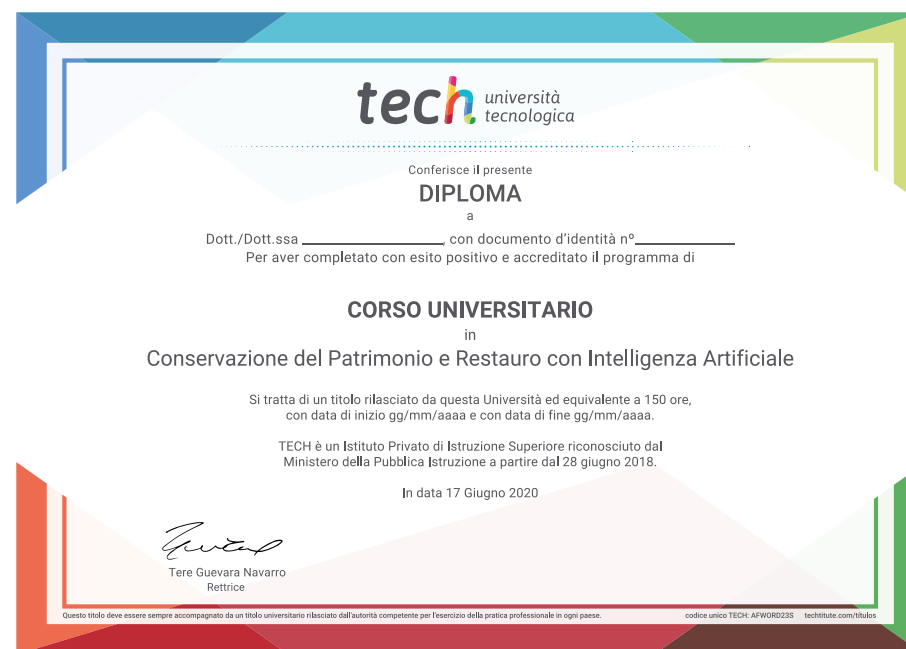 tech università
tecnologica
Conferisce il presente
DIPLOMA
a
Dott./Dott.ssa ____________________, con documento d'identità nº______________
Per aver completato con esito positivo e accreditato il programma di
CORSO UNIVERSITARIO
in
Conservazione del Patrimonio e Restauro con Intelligenza Artificiale
Si tratta di un titolo rilasciato da questa Università ed equivalente a 150 ore,
con data di inizio gg/mm/aaaa e con data di fine gg/mm/aaaa.
TECH è un Istituto Privato di Istruzione Superiore riconosciuto dal
Ministero della Pubblica Istruzione a partire dal 28 giugno 2018.
In data 17 Giugno 2020
Tere Guevara Navarro
Rettrice
Questo titolo deve essere sempre accompagnato da un titolo universitario rilasciato dall'autorità competente per l'esercizio della pratica professionale in ogni paese. codice unico TECH: AFWORD23S techtitute.com/titulos